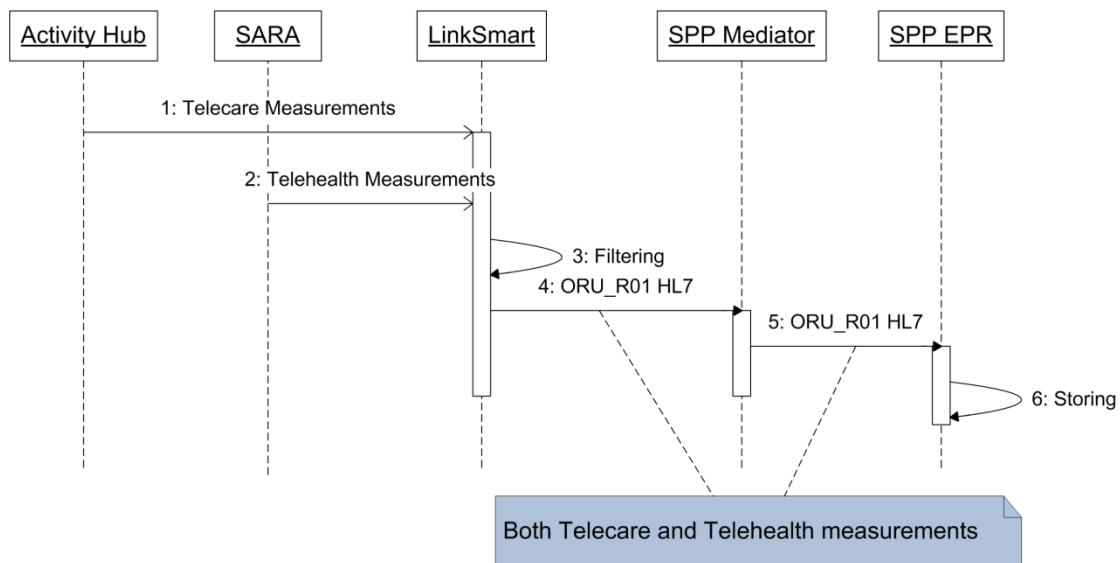 Activity Hub
SARA
LinkSmart
SPP Mediator
SPP EPR
1: Telecare Measurements
2: Telehealth Measurements
3: Filtering
4: ORU_R01 HL7
5: ORU_R01 HL7
6: Storing
Both Telecare and Telehealth measurements